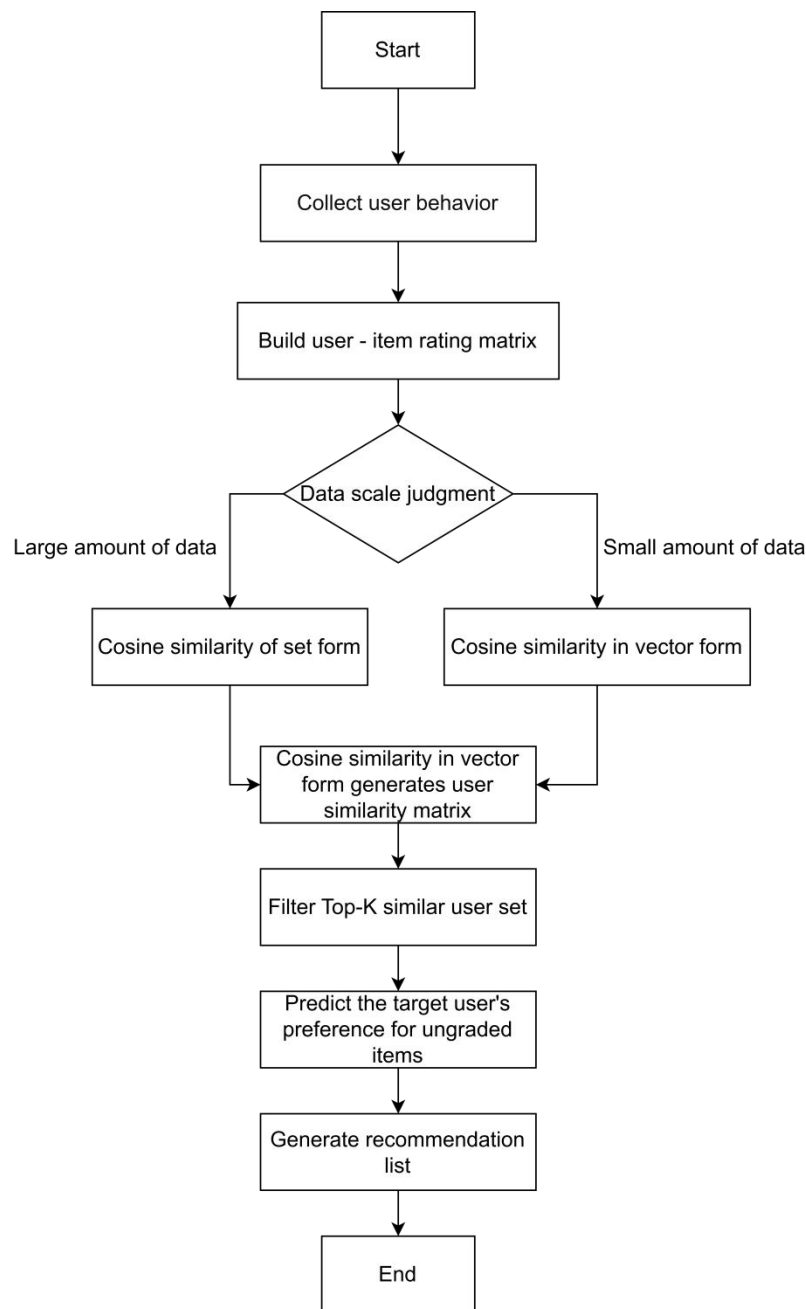 Start
Collect user behavior
Build user - item rating matrix
Data scale judgment
Large amount of data
Small amount of data
Cosine similarity of set form
Cosine similarity in vector form
Cosine similarity in vector
form generates user
similarity matrix
Filter Top-K similar user set
Predict the target user's
preference for ungraded
items
Generate recommendation
list
End